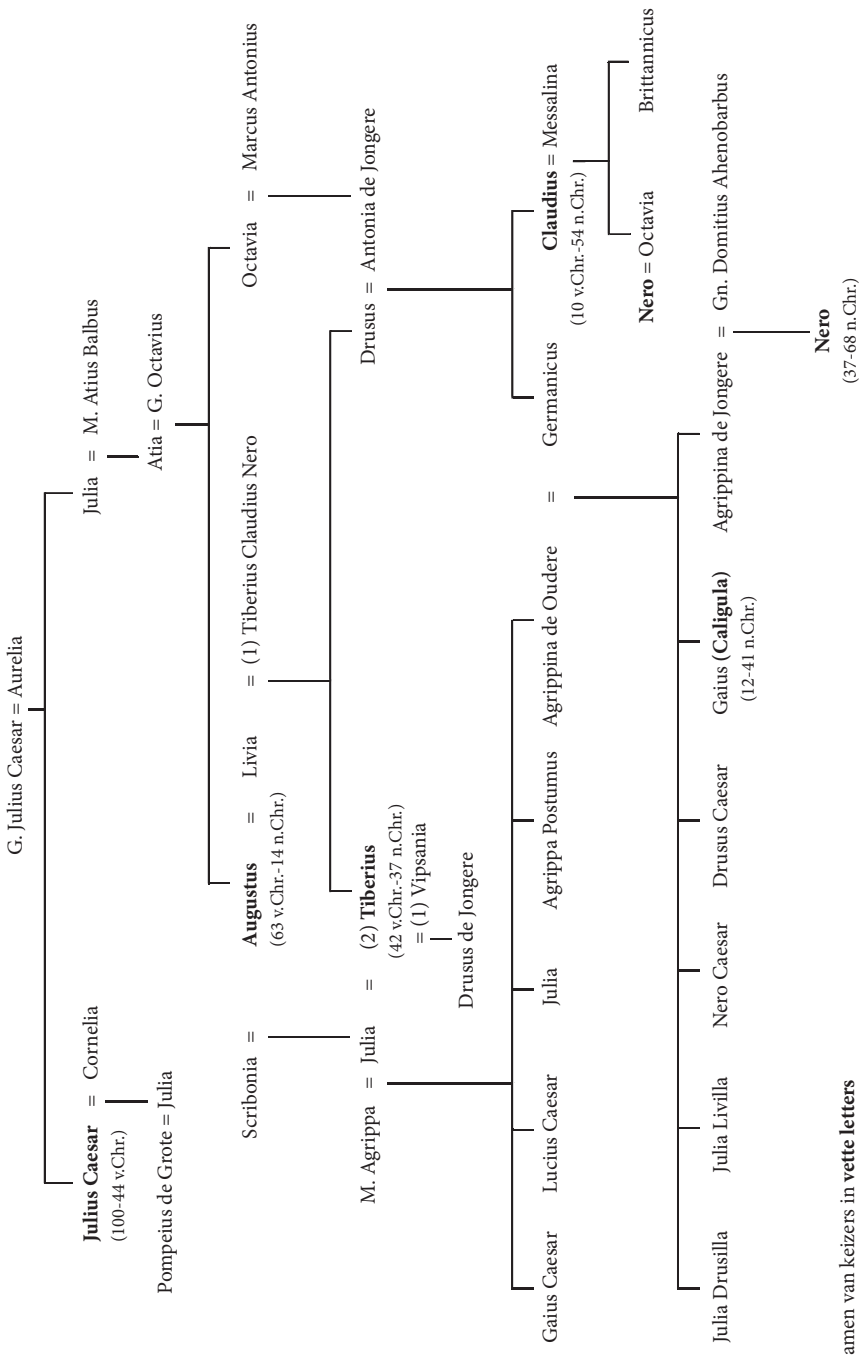 G. Julius Caesar = Aurelia
Julius Caesar = Cornelia
(100-44 v.Chr.)
Julia = M. Atius Balbus
Pompeius de Grote = Julia
Atia = G. Octavius
Scribonia =
Augustus = Livia = (1) Tiberius Claudius Nero
(63 v.Chr.-14 n.Chr.)
Octavia = Marcus Antonius
M. Agrippa = Julia = (2) Tiberius
(42 v.Chr.-37 n.Chr.)
= (1) Vipsania
Drusus = Antonia de Jongere
Drusus de Jongere
Gaius Caesar
Lucius Caesar
Julia
Agrippa Postumus
Agrippina de Oudere = Germanicus
Claudius = Messalina
(10 v.Chr.-54 n.Chr.)
Nero = Octavia
Brittannicus
Julia Drusilla
Julia Livilla
Nero Caesar
Drusus Caesar
Gaius (Caligula)
(12-41 n.Chr.)
Agrippina de Jongere = Gn. Domitius Ahenobarbus
Nero
(37-68 n.Chr.)
amen van keizers in vette letters